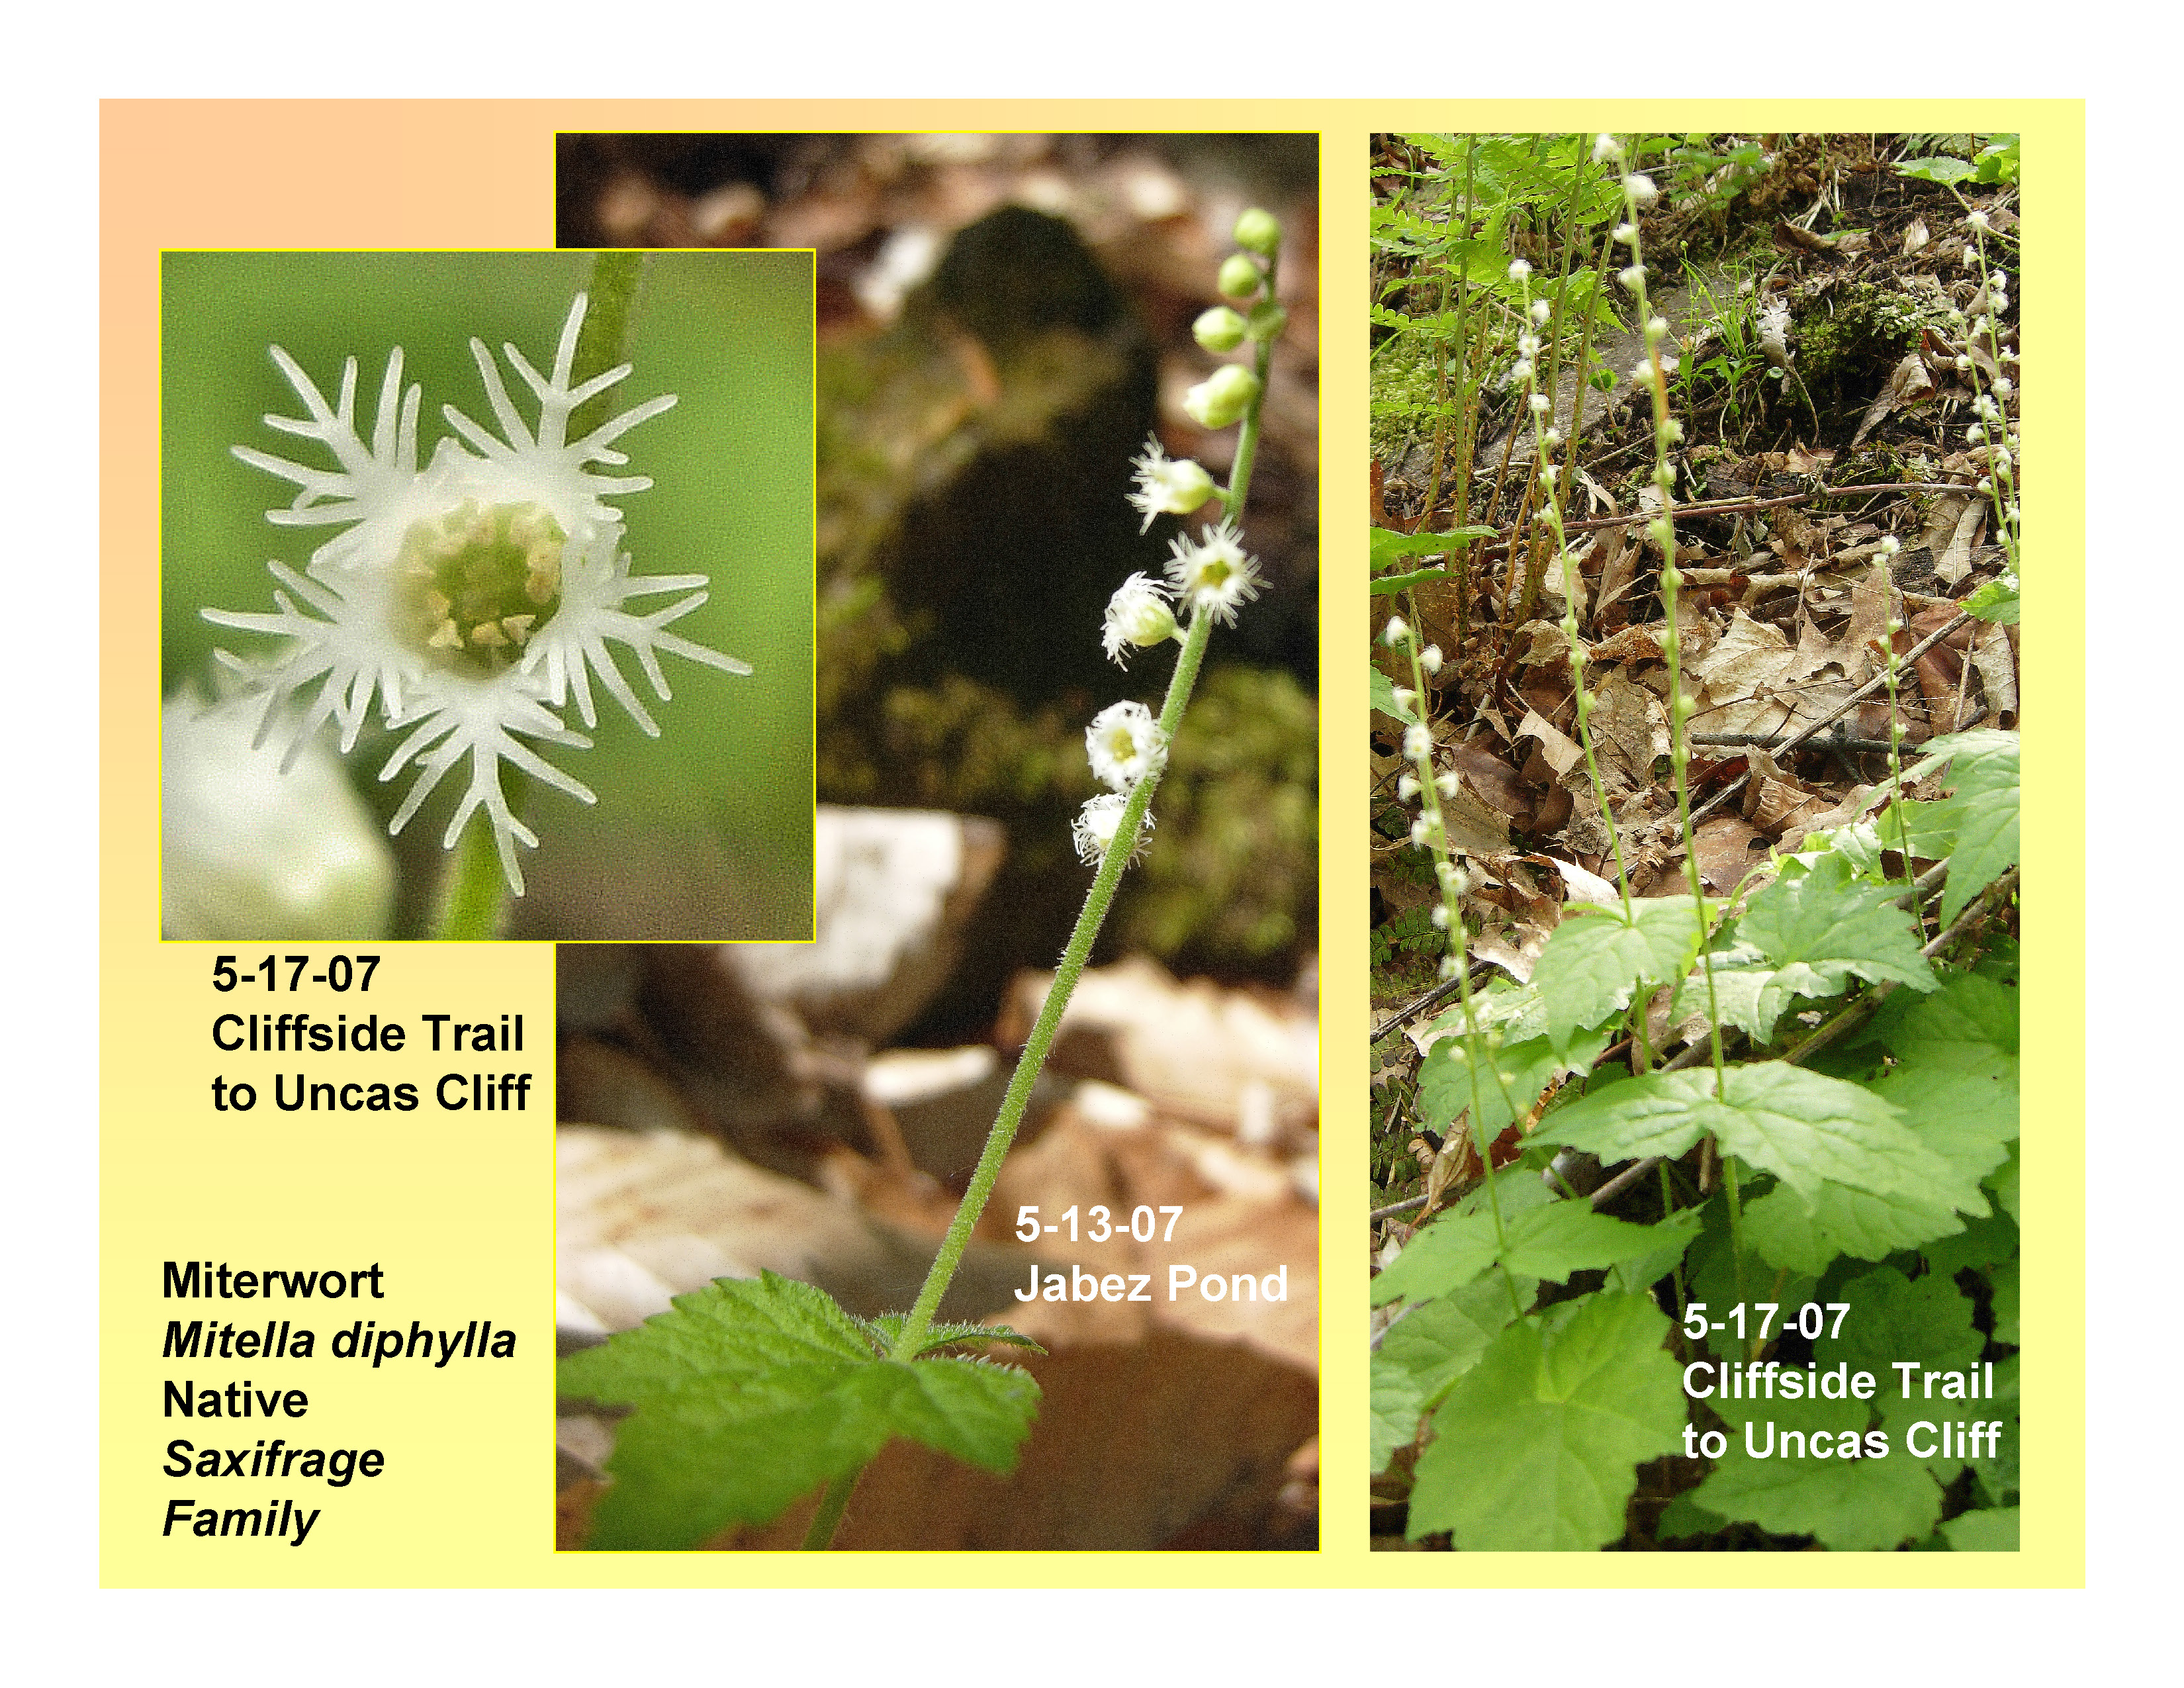 5-17-07
Cliffside Trail
to Uncas Cliff
Miterwort
Mitella diphylla
Native
Saxifrage
Family
5-13-07
Jabez Pond
5-17-07
Cliffside Trail
to Uncas Cliff